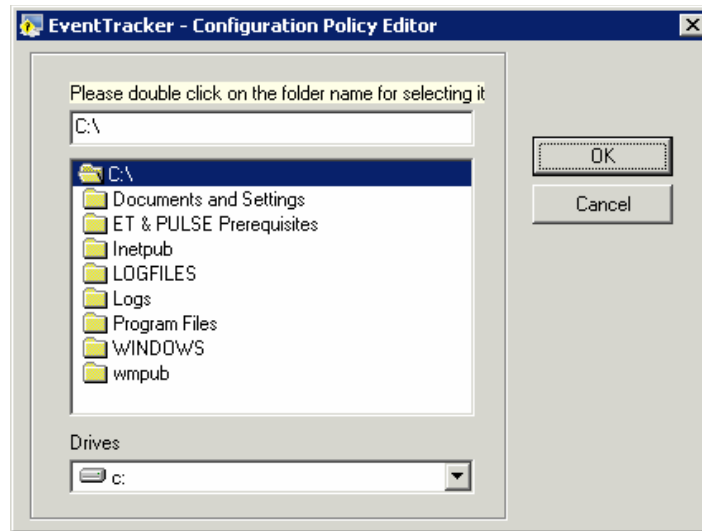 EventTracker - Configuration Policy Editor
Please double click on the folder name for selecting it
C:\
C:\
Documents and Settings
ET & PULSE Prerequisites
Inetpub
LOGFILES
Logs
Program Files
WINDOWS
wmpub
Drives
c:
OK
Cancel